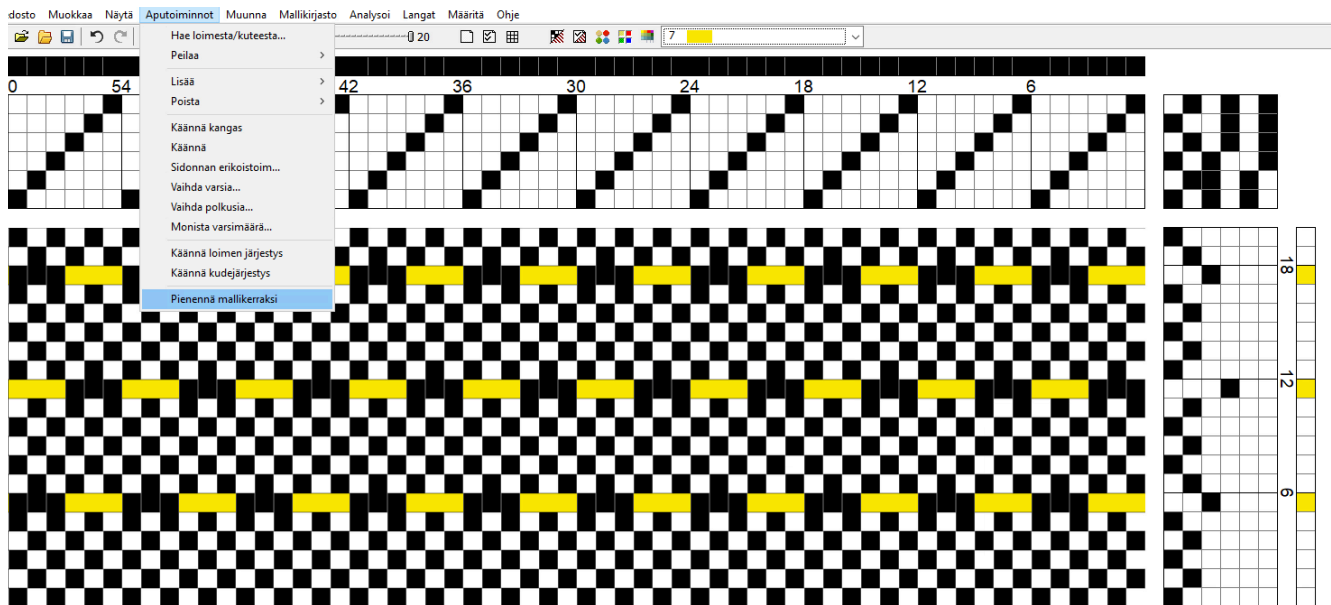 dosto Muokkaa Näytä Aputoiminnot Muunna Mallikirjasto Analysoi Langat Määritä Ohje
20 7
Hae loimesta/kuteesta...
Peilaa
Lisää
Poista
Käännä kangas
Käännä
Sidonnan erikoistoim...
Vaihda varsia...
Vaihda polkusia...
Monista varsimäärä...
Käännä loimen järjestys
Käännä kudejärjestys
Pienennä mallikerraksi
0 54 42 36 30 24 18 12 6
18
12
6